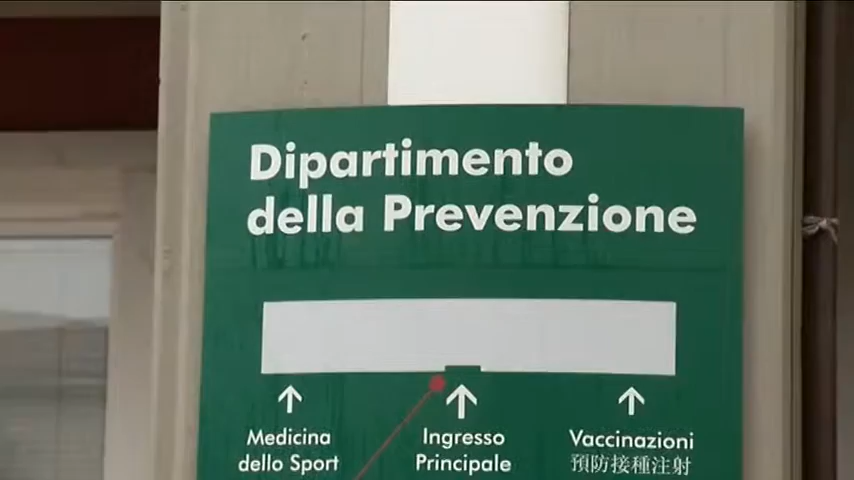 Dipartimento
della Prevenzione
Medicina
dello Sport
Ingresso
Principale
Vaccinazioni
預防接種注射